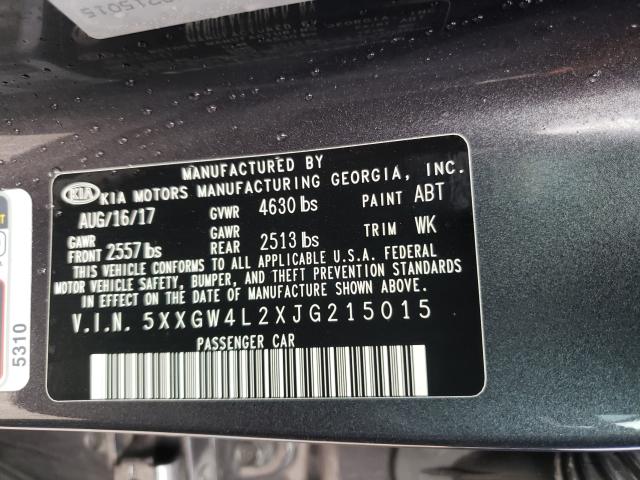 MANUFACTURED BY
KIA KIA MOTORS MANUFACTURING GEORGIA, INC.
AUG/16/17 GVWR 4630 lbs PAINT ABT
GAWR FRONT 2557 lbs GAWR REAR 2513 lbs TRIM WK
THIS VEHICLE CONFORMS TO ALL APPLICABLE U.S.A. FEDERAL
MOTOR VEHICLE SAFETY, BUMPER, AND THEFT PREVENTION STANDARDS
IN EFFECT ON THE DATE OF MANUFACTURE SHOWN ABOVE.
V.I.N. 5XXGW4L2XJG215015
PASSENGER CAR
5310